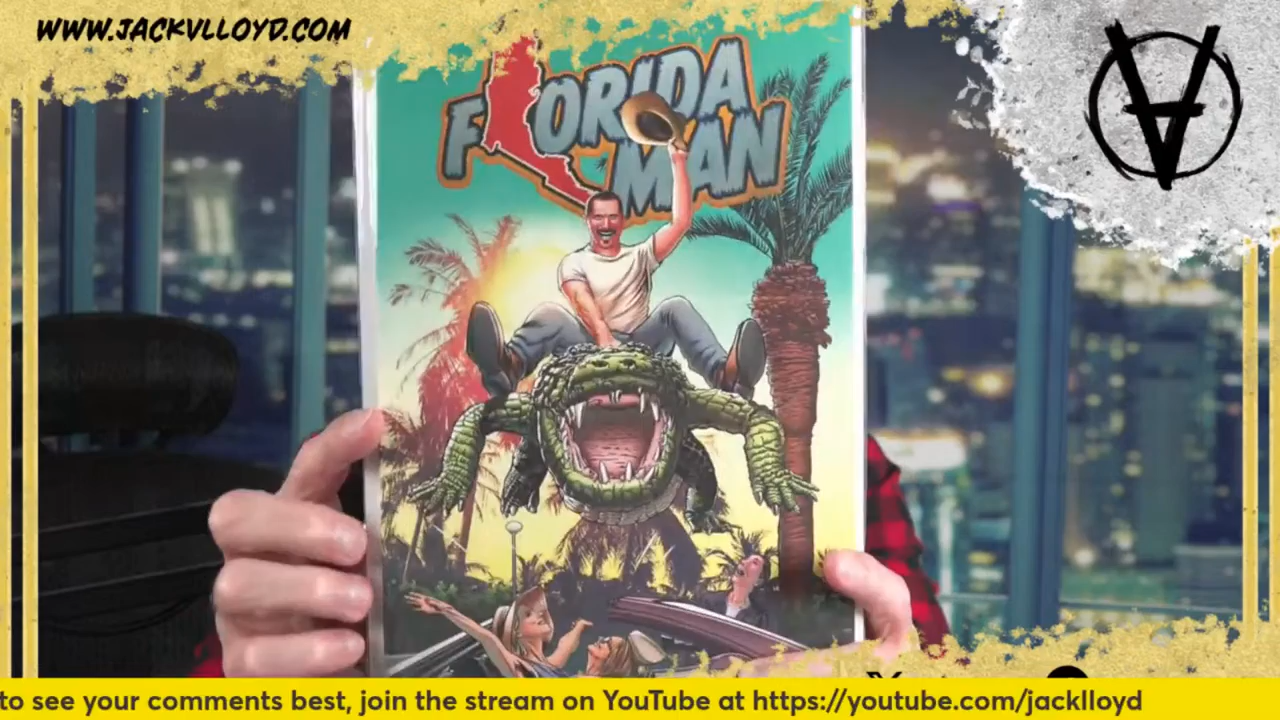 WWW.JACKVLLOYD.COM
FLORIDA
MAN
to see your comments best, join the stream on YouTube at https://youtube.com/jacklloyd